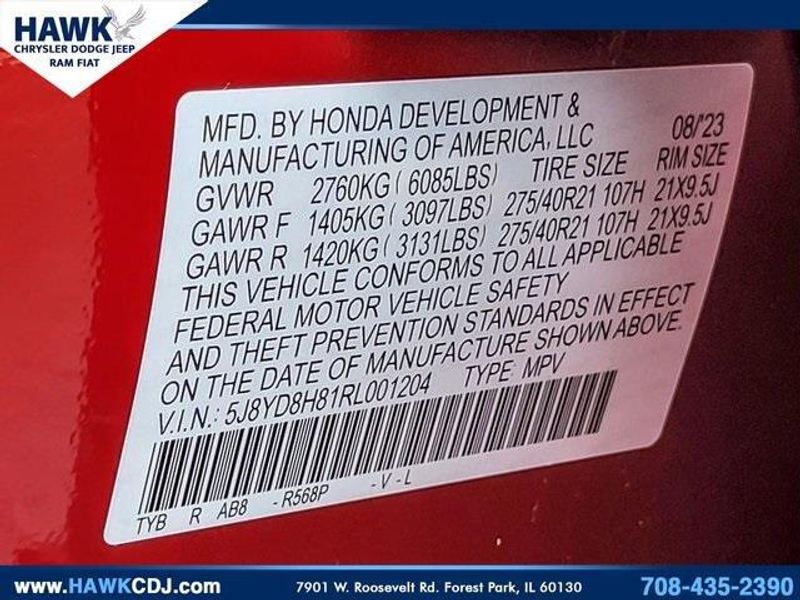 HAWK
CHRYSLER DODGE JEEP
RAM FIAT
MFD. BY HONDA DEVELOPMENT &
MANUFACTURING OF AMERICA, LLC 08/'23
GVWR 2760KG ( 6085LBS) TIRE SIZE RIM SIZE
GAWR F 1405KG ( 3097LBS) 275/40R21 107H 21X9.5J
GAWR R 1420KG ( 3131LBS) 275/40R21 107H 21X9.5J
THIS VEHICLE CONFORMS TO ALL APPLICABLE
FEDERAL MOTOR VEHICLE SAFETY
AND THEFT PREVENTION STANDARDS IN EFFECT
ON THE DATE OF MANUFACTURE SHOWN ABOVE.
V.I.N.: 5J8YD8H81RL001204 TYPE: MPV
TYB R AB8 - R568P - V - L
www.HAWKCDJ.com 7901 W. Roosevelt Rd. Forest Park, IL 60130 708-435-2390